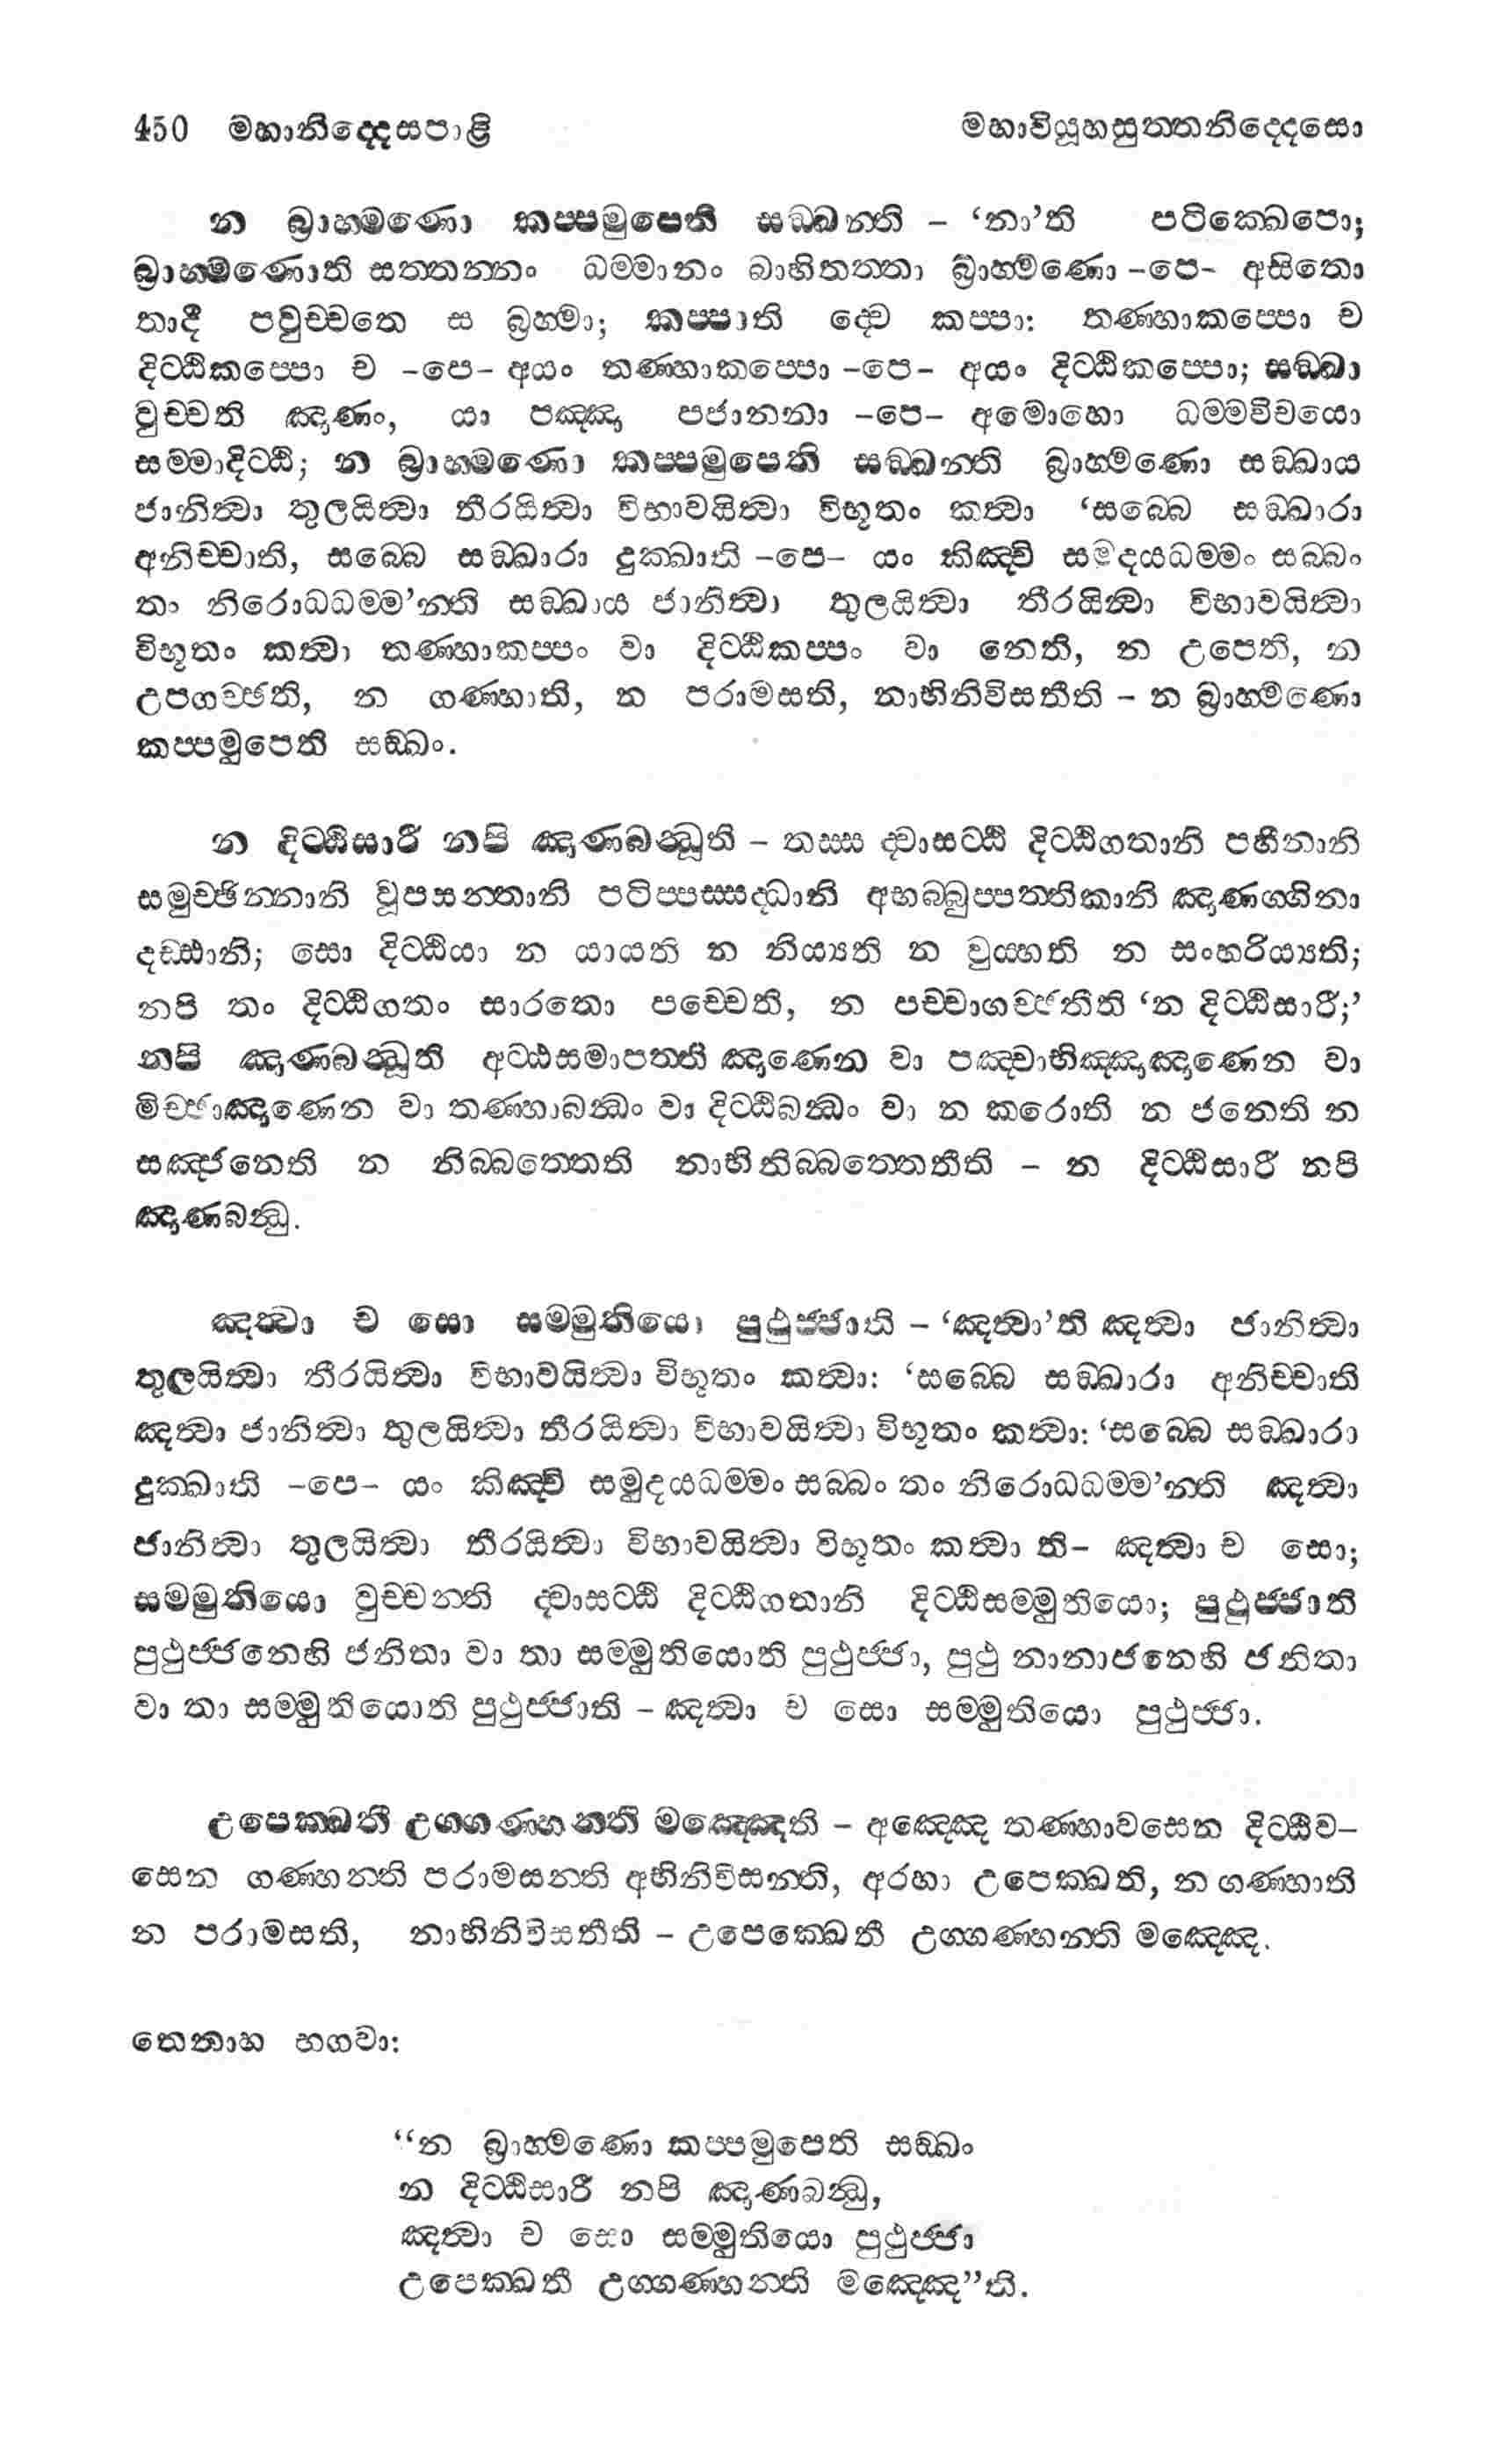 450 මහානිද්දෙසපාළි මහාවියූහසුත්තනිද්දෙසො
න බ්‍රාහ්මණො කප්පමුපෙති සඞ්ඛන්ති – ‘නා’ති පටික්ඛෙපො;
බ්‍රාහ්මණොති සත්තන්නං ධම්මානං බාහිතත්තා බ්‍රාහ්මණො -පෙ- අසිතො
තාදී පවුච්චතෙ ස බ්‍රහ්මා; කප්පාති ද්වෙ කප්පා: තණ්හාකප්පො ච
දිට්ඨිකප්පො ච -පෙ- අයං තණ්හාකප්පො -පෙ- අයං දිට්ඨිකප්පො; සඞ්ඛා
වුච්චති ඤාණං, යා පඤ්ඤා පජානනා -පෙ- අමොහො ධම්මවිචයො
සම්මාදිට්ඨි; න බ්‍රාහ්මණො කප්පමුපෙති සඞ්ඛන්ති බ්‍රාහ්මණො සඞ්ඛාය
ජානිත්වා තුලයිත්වා තීරයිත්වා විභාවයිත්වා විභූතං කත්වා ‘සබ්බෙ සඞ්ඛාරා
අනිච්චාති, සබ්බෙ සඞ්ඛාරා දුක්ඛාති -පෙ- යං කිඤ්චි සමුදයධම්මං සබ්බං
තං නිරොධධම්ම’න්ති සඞ්ඛාය ජානිත්වා තුලයිත්වා තීරයිත්වා විභාවයිත්වා
විභූතං කත්වා තණ්හාකප්පං වා දිට්ඨිකප්පං වා නෙති, න උපෙති, න
උපගච්ඡති, න ගණ්හාති, න පරාමසති, නාභිනිවිසතීති – න බ්‍රාහ්මණො
කප්පමුපෙති සඞ්ඛං.
න දිට්ඨිසාරී නපි ඤාණබන්ධූති – තස්ස ද්වාසට්ඨි දිට්ඨිගතානි පහීනානි
සමුච්ඡින්නානි වූපසන්තානි පටිප්පස්සද්ධානි අභබ්බුප්පත්තිකානි ඤාණග්ගිනා
දඩ්ඪානි; සො දිට්ඨියා න යායති න නිය්‍යති න වුය්හති න සංහරිය්‍යති;
නපි තං දිට්ඨිගතං සාරතො පච්චෙති, න පච්චාගච්ඡතීති ‘න දිට්ඨිසාරී;’
නපි ඤාණබන්ධූති අට්ඨසමාපත්තී ඤාණෙන වා පඤ්චාභිඤ්ඤාඤාණෙන වා
මිච්ඡාඤාණෙන වා තණ්හාබන්ධං වා දිට්ඨිබන්ධං වා න කරොති න ජනෙති න
සඤ්ජනෙති න නිබ්බත්තෙති නාභිනිබ්බත්තෙතීති – න දිට්ඨිසාරී නපි
ඤාණබන්ධු.
ඤත්වා ච සො සම්මුතියො පුථුජ්ජාති – ‘ඤත්වා’ති ඤත්වා ජානිත්වා
තුලයිත්වා තීරයිත්වා විභාවයිත්වා විභූතං කත්වා: ‘සබ්බෙ සඞ්ඛාරා අනිච්චාති
ඤත්වා ජානිත්වා තුලයිත්වා තීරයිත්වා විභාවයිත්වා විභූතං කත්වා: ‘සබ්බෙ සඞ්ඛාරා
දුක්ඛාති -පෙ- යං කිඤ්චි සමුදයධම්මං සබ්බං තං නිරොධධම්ම’න්ති ඤත්වා
ජානිත්වා තුලයිත්වා තීරයිත්වා විභාවයිත්වා විභූතං කත්වා ති– ඤත්වා ච සො;
සම්මුතියො වුච්චන්ති ද්වාසට්ඨි දිට්ඨිගතානි දිට්ඨිසම්මුතියො; පුථුජ්ජාති
පුථුජ්ජනෙහි ජනිතා වා තා සම්මුතියොති පුථුජ්ජා, පුථු නානාජනෙහි ජනිතා
වා තා සම්මුතියොති පුථුජ්ජාති – ඤත්වා ච සො සම්මුතියො පුථුජ්ජා.
උපෙක්ඛතී උග්ගණ්හන්ති මඤ්ඤෙති – අඤ්ඤෙ තණ්හාවසෙන දිට්ඨිව–
සෙන ගණ්හන්ති පරාමසන්ති අභිනිවිසන්ති, අරහා උපෙක්ඛති, න ගණ්හාති
න පරාමසති, නාභිනිවිසතීති – උපෙක්ඛෙතී උග්ගණ්හන්ති මඤ්ඤෙ.
තෙනාහ භගවා:
“න බ්‍රාහ්මණො කප්පමුපෙති සඞ්ඛං
න දිට්ඨිසාරී නපි ඤාණබන්ධු,
ඤත්වා ච සො සම්මුතියො පුථුජ්ජා
උපෙක්ඛතී උග්ගණ්හන්ති මඤ්ඤෙ”ති.